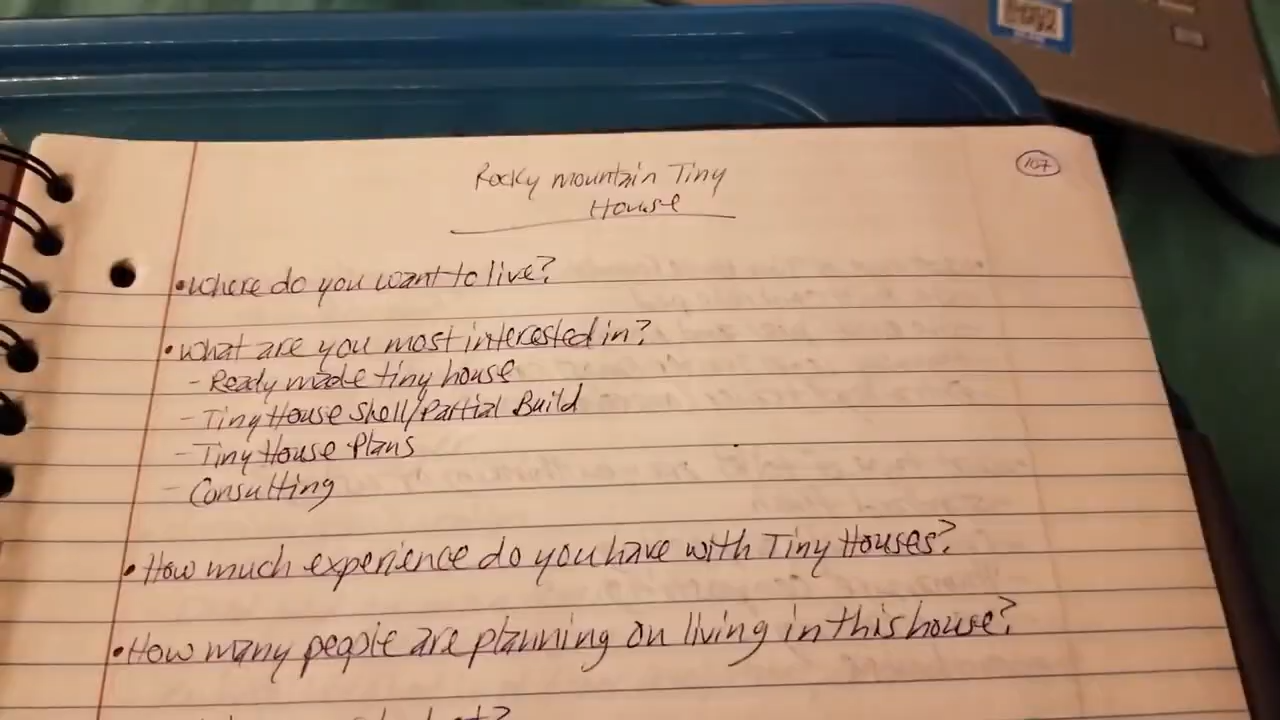 107
Rocky mountain Tiny
House
• Where do you want to live?
• What are you most interested in?
- Ready made tiny house
- Tiny House Shell/Partial Build
- Tiny House Plans
- Consulting
• How much experience do you have with Tiny Houses?
• How many people are planning on living in this house?